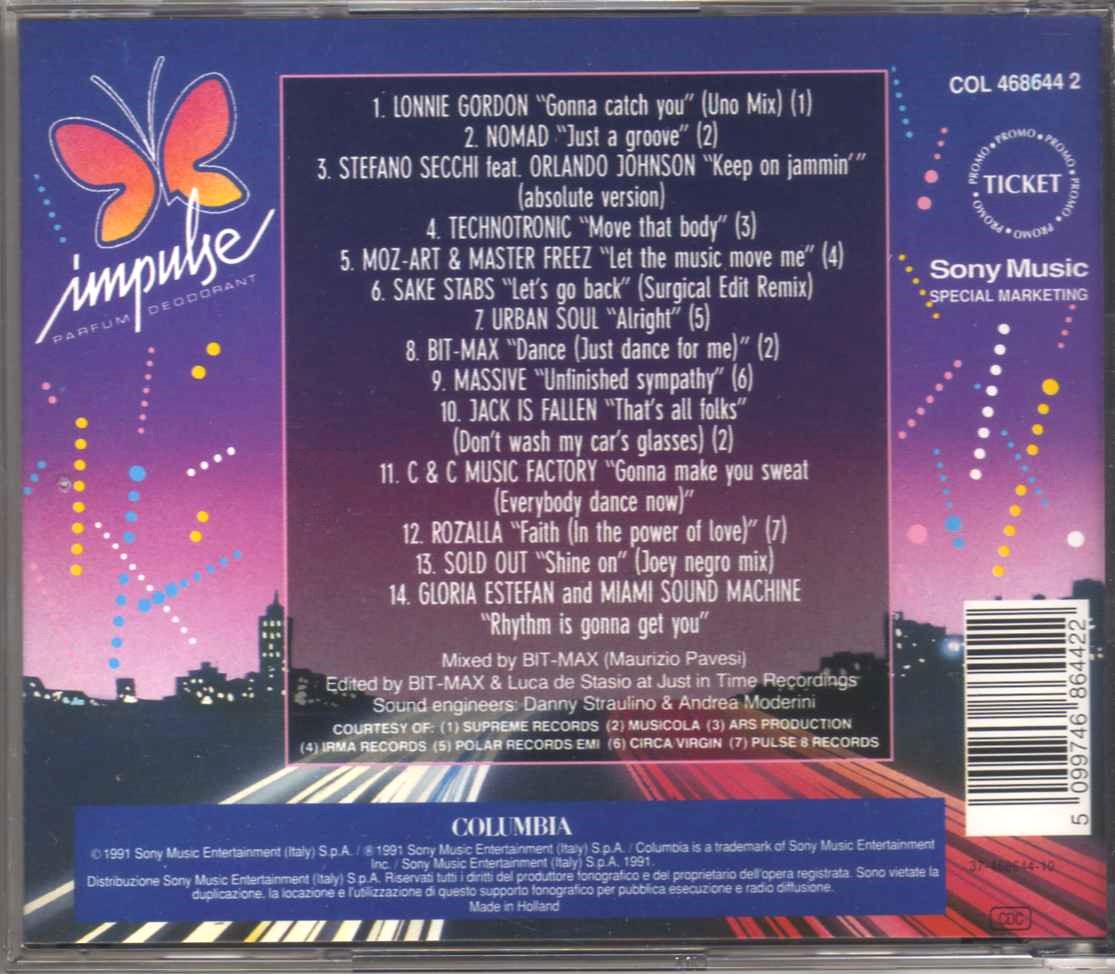 impulse
PARFUM DEODORANT
1. LONNIE GORDON "Gonna catch you" (Uno Mix) (1)
2. NOMAD "Just a groove" (2)
3. STEFANO SECCHI feat. ORLANDO JOHNSON "Keep on jammin'"
(absolute version)
4. TECHNOTRONIC "Move that body" (3)
5. MOZ-ART & MASTER FREEZ "Let the music move me" (4)
6. SAKE STABS "Let's go back" (Surgical Edit Remix)
7. URBAN SOUL "Alright" (5)
8. BIT-MAX "Dance (Just dance for me)" (2)
9. MASSIVE "Unfinished sympathy" (6)
10. JACK IS FALLEN "That's all folks"
(Don't wash my car's glasses) (2)
11. C & C MUSIC FACTORY "Gonna make you sweat
(Everybody dance now)"
12. ROZALLA "Faith (In the power of love)" (7)
13. SOLD OUT "Shine on" (Joey negro mix)
14. GLORIA ESTEFAN and MIAMI SOUND MACHINE
"Rhythm is gonna get you"
Mixed by BIT-MAX (Maurizio Pavesi)
Edited by BIT-MAX & Luca de Stasio at Just in Time Recordings
Sound engineers: Danny Straulino & Andrea Moderini
COURTESY OF: (1) SUPREME RECORDS (2) MUSICOLA (3) ARS PRODUCTION
(4) IRMA RECORDS (5) POLAR RECORDS EMI (6) CIRCA VIRGIN (7) PULSE 8 RECORDS
COL 468644 2
PROMO • PROMO • PROMO • PROMO • PROMO • PROMO
TICKET
Sony Music
SPECIAL MARKETING
5 099746 864422
37-468644-10
CDC
COLUMBIA
© 1991 Sony Music Entertainment (Italy) S.p.A. / ℗ 1991 Sony Music Entertainment (Italy) S.p.A. / Columbia is a trademark of Sony Music Entertainment
Inc. / Sony Music Entertainment (Italy) S.p.A. 1991.
Distribuzione Sony Music Entertainment (Italy) S.p.A. Riservati tutti i diritti del produttore fonografico e del proprietario dell'opera registrata. Sono vietate la
duplicazione, la locazione e l'utilizzazione di questo supporto fonografico per pubblica esecuzione e radio diffusione.
Made in Holland